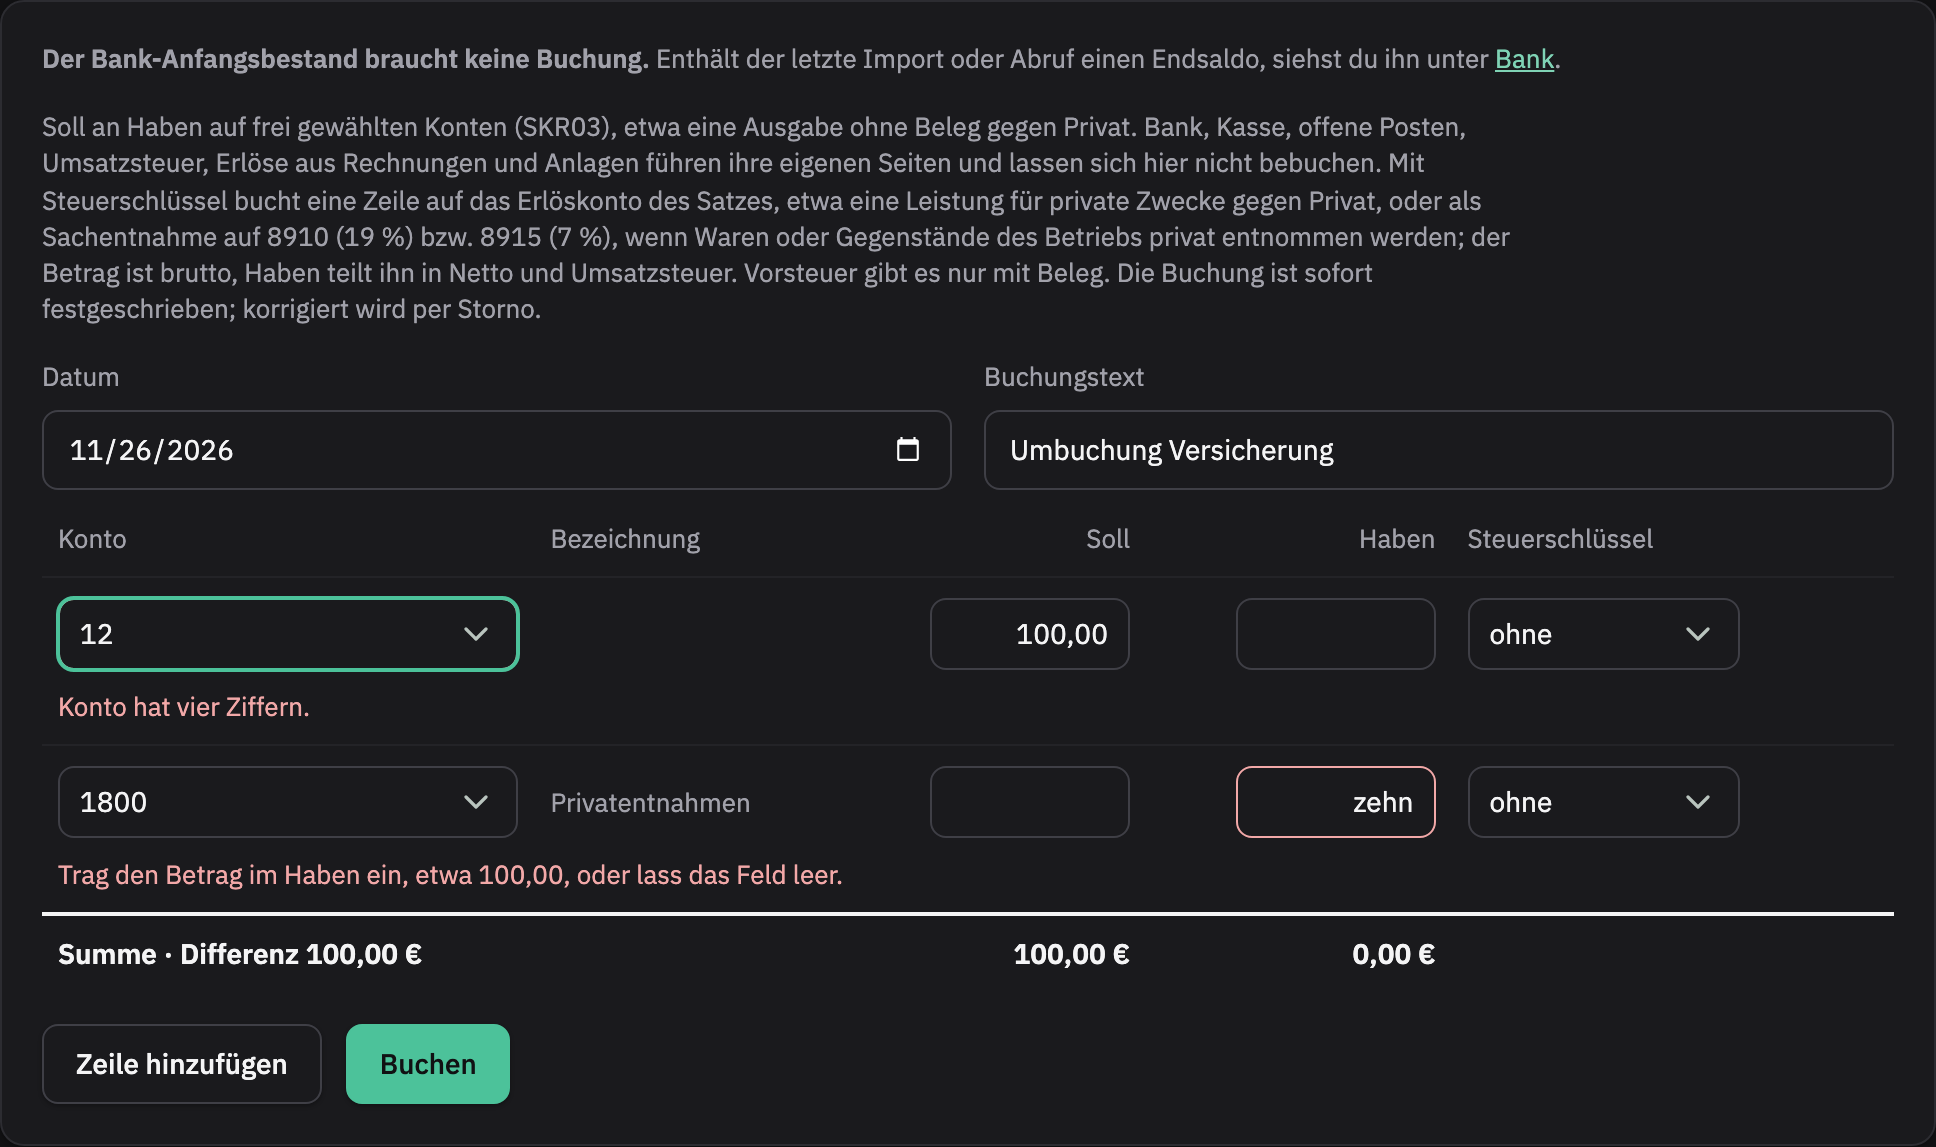 Der Bank-Anfangsbestand braucht keine Buchung. Enthält der letzte Import oder Abruf einen Endsaldo, siehst du ihn unter Bank.
Soll an Haben auf frei gewählten Konten (SKR03), etwa eine Ausgabe ohne Beleg gegen Privat. Bank, Kasse, offene Posten,
Umsatzsteuer, Erlöse aus Rechnungen und Anlagen führen ihre eigenen Seiten und lassen sich hier nicht bebuchen. Mit
Steuerschlüssel bucht eine Zeile auf das Erlöskonto des Satzes, etwa eine Leistung für private Zwecke gegen Privat, oder als
Sachentnahme auf 8910 (19 %) bzw. 8915 (7 %), wenn Waren oder Gegenstände des Betriebs privat entnommen werden; der
Betrag ist brutto, Haben teilt ihn in Netto und Umsatzsteuer. Vorsteuer gibt es nur mit Beleg. Die Buchung ist sofort
festgeschrieben; korrigiert wird per Storno.
Datum Buchungstext
11/26/2026 Umbuchung Versicherung
Konto Bezeichnung Soll Haben Steuerschlüssel
12 100,00 ohne
Konto hat vier Ziffern.
1800 Privatentnahmen zehn ohne
Trag den Betrag im Haben ein, etwa 100,00, oder lass das Feld leer.
Summe · Differenz 100,00 € 100,00 € 0,00 €
Zeile hinzufügen Buchen